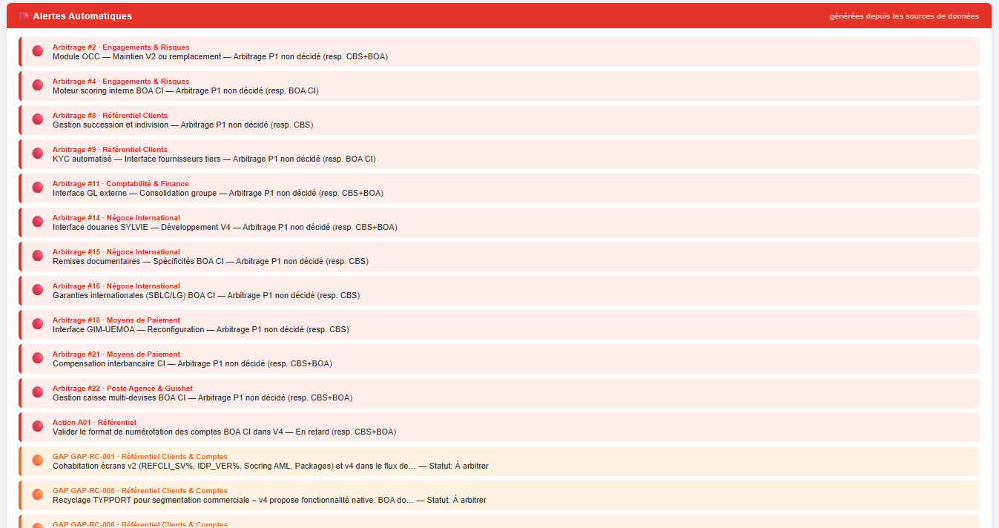 Alertes Automatiques
générées depuis les sources de données
Arbitrage #2 · Engagements & Risques
Module OCC — Maintien V2 ou remplacement — Arbitrage P1 non décidé (resp. CBS+BOA)
Arbitrage #4 · Engagements & Risques
Moteur scoring interne BOA CI — Arbitrage P1 non décidé (resp. BOA CI)
Arbitrage #8 · Référentiel Clients
Gestion succession et indivision — Arbitrage P1 non décidé (resp. CBS)
Arbitrage #9 · Référentiel Clients
KYC automatisé — Interface fournisseurs tiers — Arbitrage P1 non décidé (resp. BOA CI)
Arbitrage #11 · Comptabilité & Finance
Interface GL externe — Consolidation groupe — Arbitrage P1 non décidé (resp. CBS+BOA)
Arbitrage #14 · Négoce International
Interface douanes SYLVIE — Développement V4 — Arbitrage P1 non décidé (resp. CBS+BOA)
Arbitrage #15 · Négoce International
Remises documentaires — Spécificités BOA CI — Arbitrage P1 non décidé (resp. CBS)
Arbitrage #16 · Négoce International
Garanties internationales (SBLC/LG) BOA CI — Arbitrage P1 non décidé (resp. CBS)
Arbitrage #18 · Moyens de Paiement
Interface GIM-UEMOA — Reconfiguration — Arbitrage P1 non décidé (resp. CBS)
Arbitrage #21 · Moyens de Paiement
Compensation interbancaire CI — Arbitrage P1 non décidé (resp. CBS+BOA)
Arbitrage #22 · Poste Agence & Guichet
Gestion caisse multi-devises BOA CI — Arbitrage P1 non décidé (resp. CBS+BOA)
Action A01 · Référentiel
Valider le format de numérotation des comptes BOA CI dans V4 — En retard (resp. CBS+BOA)
GAP GAP-RC-001 · Référentiel Clients & Comptes
Cohabitation écrans v2 (REFCLI_SV%, IDP_VER%, Socring AML, Packages) et v4 dans le flux de… — Statut: À arbitrer
GAP GAP-RC-005 · Référentiel Clients & Comptes
Recyclage TYPPORT pour segmentation commerciale – v4 propose fonctionnalité native. BOA do… — Statut: À arbitrer
GAP GAP-RC-006 · Référentiel Clients & Comptes